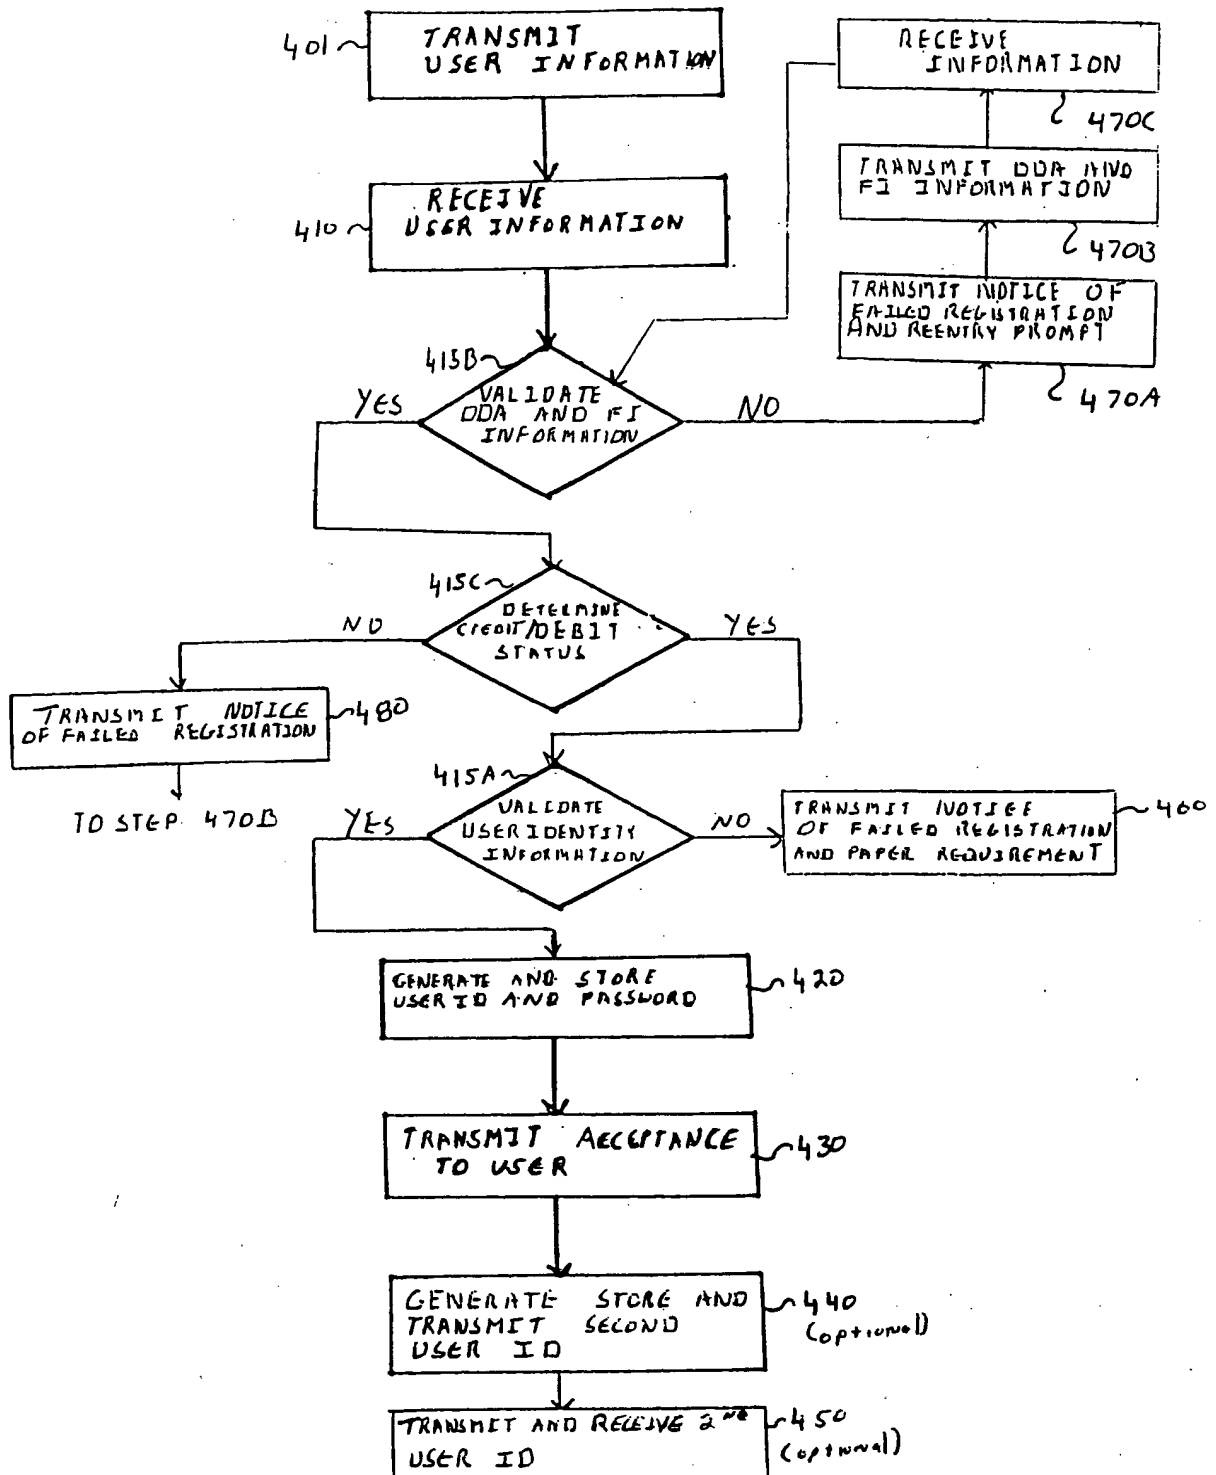 401
TRANSMIT
USER INFORMATION
RECEIVE
INFORMATION
470C
TRANSMIT DDA AND
FI INFORMATION
470B
TRANSMIT NOTICE OF
FAILED REGISTRATION
AND REENTRY PROMPT
470A
410
RECEIVE
USER INFORMATION
415B
YES
VALIDATE
DDA AND FI
INFORMATION
NO
415C
NO
DETERMINE
CREDIT/DEBIT
STATUS
YES
TRANSMIT NOTICE
OF FAILED REGISTRATION
480
TO STEP 470B
415A
YES
VALIDATE
USER IDENTITY
INFORMATION
NO
TRANSMIT NOTICE
OF FAILED REGISTRATION
AND PAPER REQUIREMENT
460
GENERATE AND STORE
USER ID AND PASSWORD
420
TRANSMIT ACCEPTANCE
TO USER
430
GENERATE STORE AND
TRANSMIT SECOND
USER ID
440
(optional)
TRANSMIT AND RECEIVE 2ND
USER ID
450
(optional)